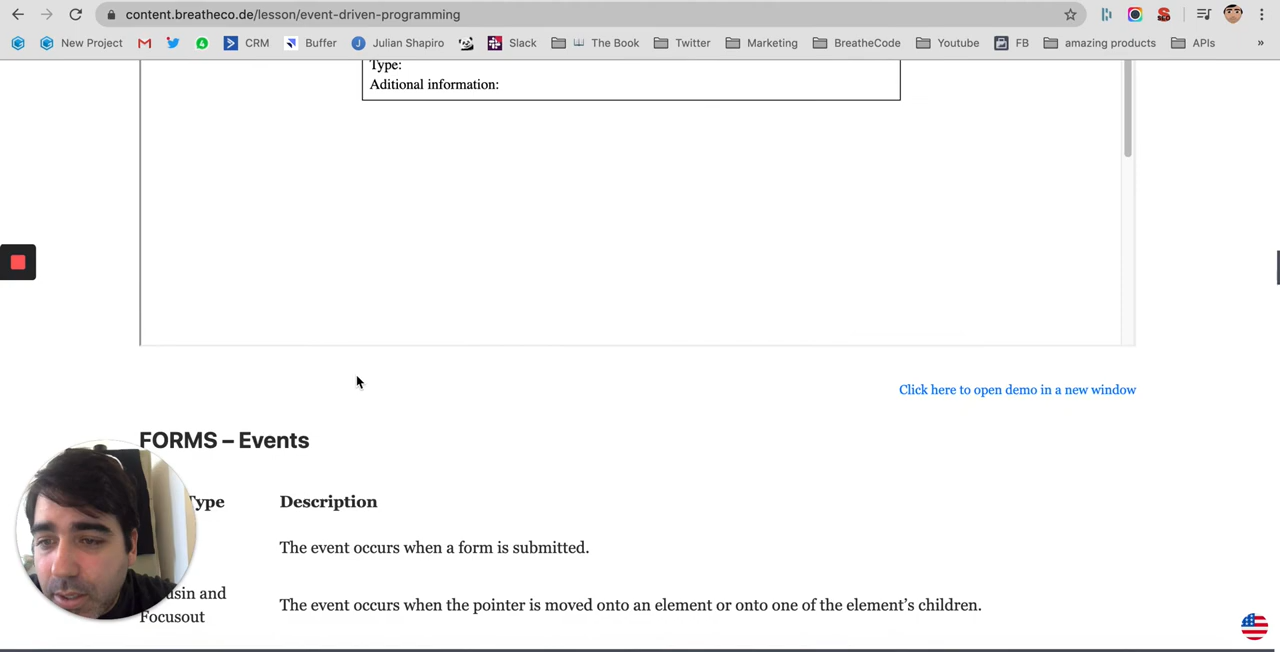 content.breatheco.de/lesson/event-driven-programming
New Project CRM Buffer Julian Shapiro Slack The Book Twitter Marketing BreatheCode Youtube FB amazing products APIs »
Type:
Aditional information:
Click here to open demo in a new window
FORMS – Events
Type Description
The event occurs when a form is submitted.
and
The event occurs when the pointer is moved onto an element or onto one of the element’s children.
Focusout